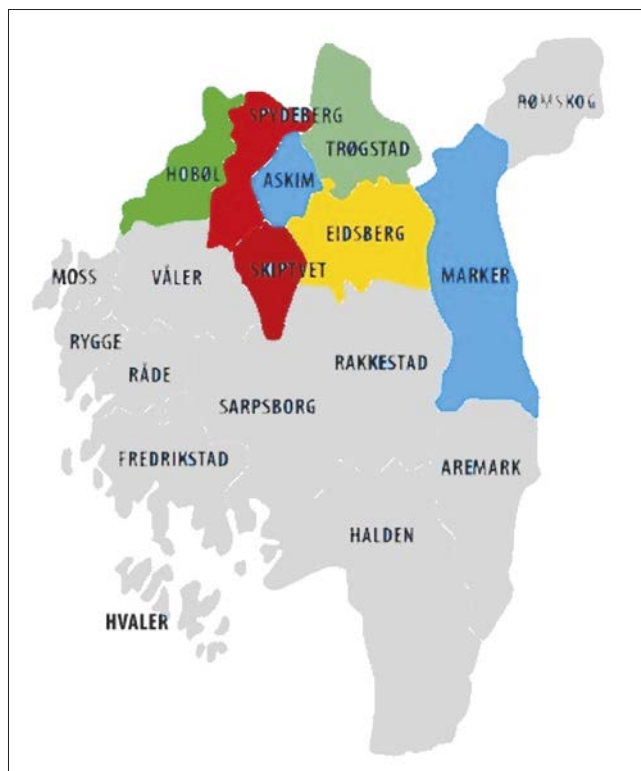 RØMSKOG
SPYDEBERG
TRØGSTAD
HOBØL
ASKIM
EIDSBERG
SKIPTVET
MOSS
VÅLER
MARKER
RYGGE
RAKKESTAD
RÅDE
SARPSBORG
FREDRIKSTAD
AREMARK
HALDEN
HVALER